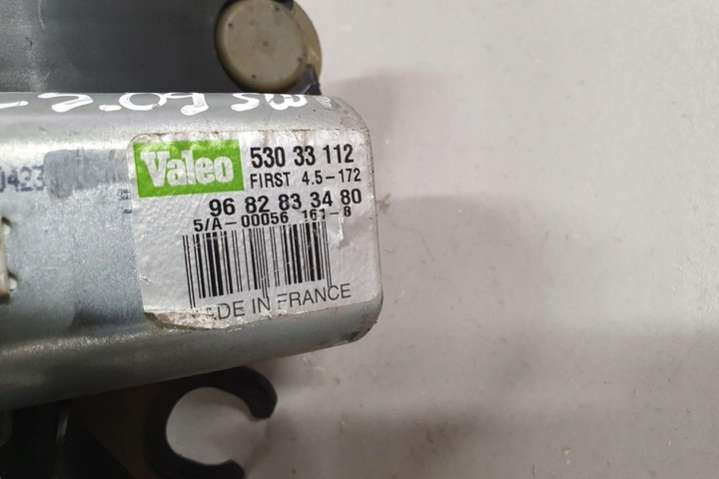 Valeo
530 33 112
FIRST 4.5-172
96 82 83 34 80
5/A-00056 161-8
MADE IN FRANCE
0423